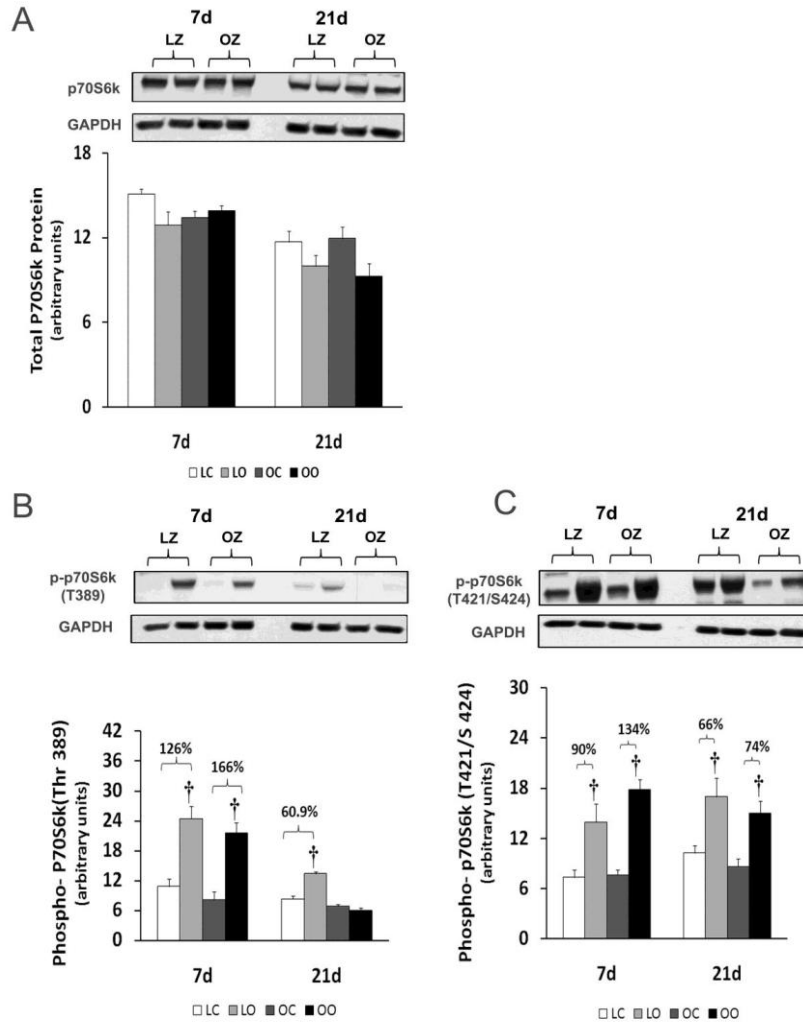 A
7d 21d
LZ OZ LZ OZ
p70S6k
GAPDH
Total P70S6k Protein
(arbitrary units)
18
12
6
0
7d 21d
LC LO OC OO
B
7d 21d
LZ OZ LZ OZ
p-p70S6k
(T389)
GAPDH
Phospho- P70S6k(Thr 389)
(arbitrary units)
42
36
30
24
18
12
6
0
126%
†
166%
†
60.9%
†
7d 21d
LC LO OC OO
C
7d 21d
LZ OZ LZ OZ
p-p70S6k
(T421/S424)
GAPDH
Phospho- p70S6k (T421/S 424)
(arbitrary units)
30
24
18
12
6
0
90%
†
134%
†
66%
†
74%
†
7d 21d
LC LO OC OO